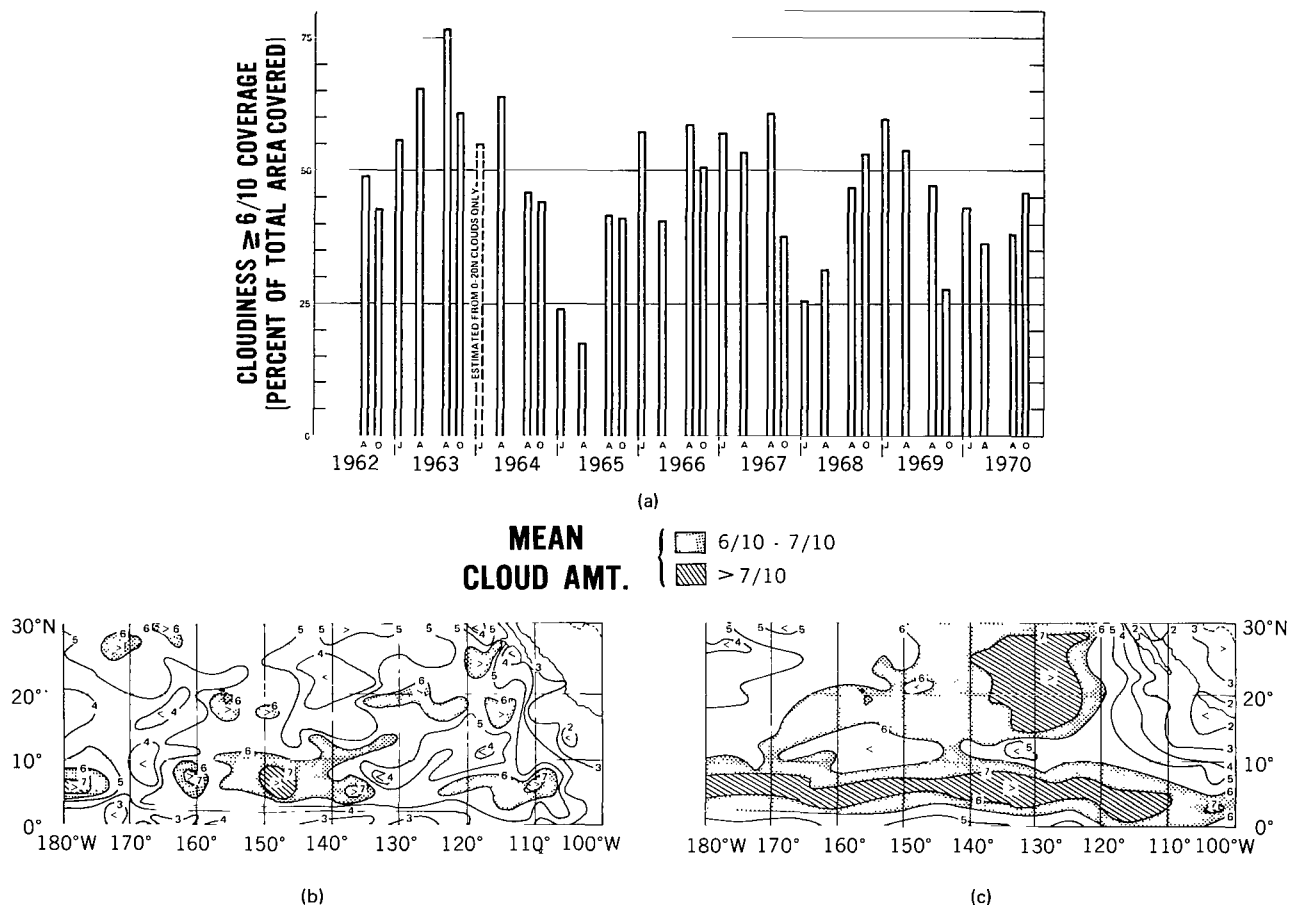 CLOUDINESS ≥ 6/10 COVERAGE
(PERCENT OF TOTAL AREA COVERED)
75
50
25
0
ESTIMATED FROM 0-20N CLOUDS ONLY
A O J A A O J A A O J A A O J A A O J A A O J A A O J A A O J A A O
1962 1963 1964 1965 1966 1967 1968 1969 1970
(a)
MEAN
CLOUD AMT.
6/10 - 7/10
> 7/10
30°N
20°
10°
0°
180°W 170° 160° 150° 140° 130° 120° 110° 100°W
(b)
30°N
20°
10°
0°
180°W 170° 160° 150° 140° 130° 120° 110° 100°W
(c)